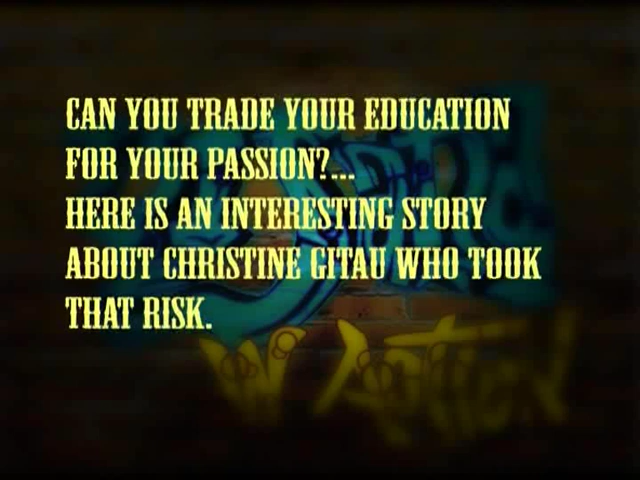 CAN YOU TRADE YOUR EDUCATION
FOR YOUR PASSION?...
HERE IS AN INTERESTING STORY
ABOUT CHRISTINE GITAU WHO TOOK
THAT RISK.